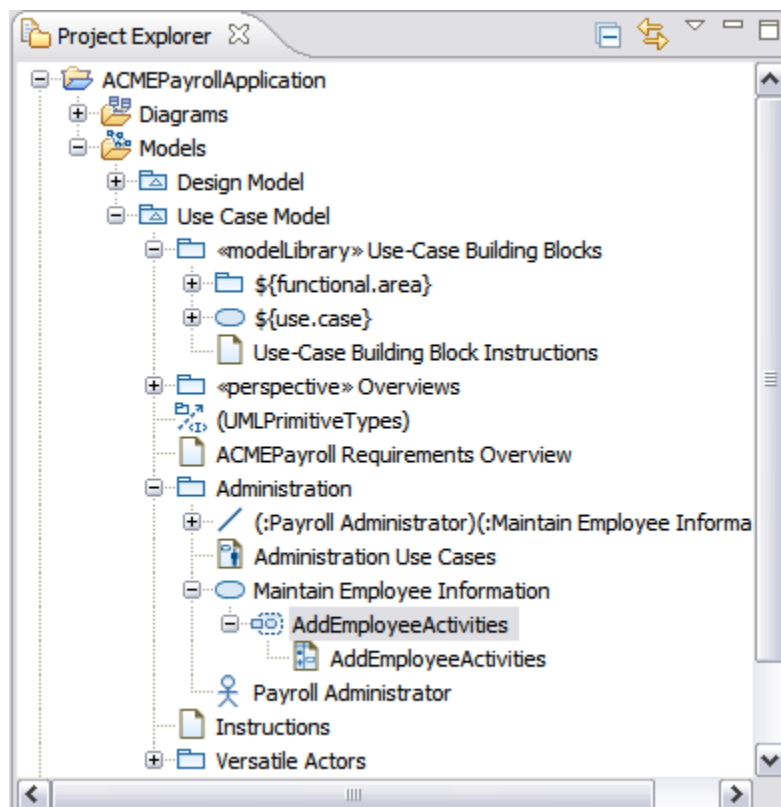 Project Explorer
ACMEPayrollApplication
Diagrams
Models
Design Model
Use Case Model
«modelLibrary» Use-Case Building Blocks
${functional.area}
${use.case}
Use-Case Building Block Instructions
«perspective» Overviews
(UMLPrimitiveTypes)
ACMEPayroll Requirements Overview
Administration
(:Payroll Administrator)(:Maintain Employee Informa
Administration Use Cases
Maintain Employee Information
AddEmployeeActivities
AddEmployeeActivities
Payroll Administrator
Instructions
Versatile Actors